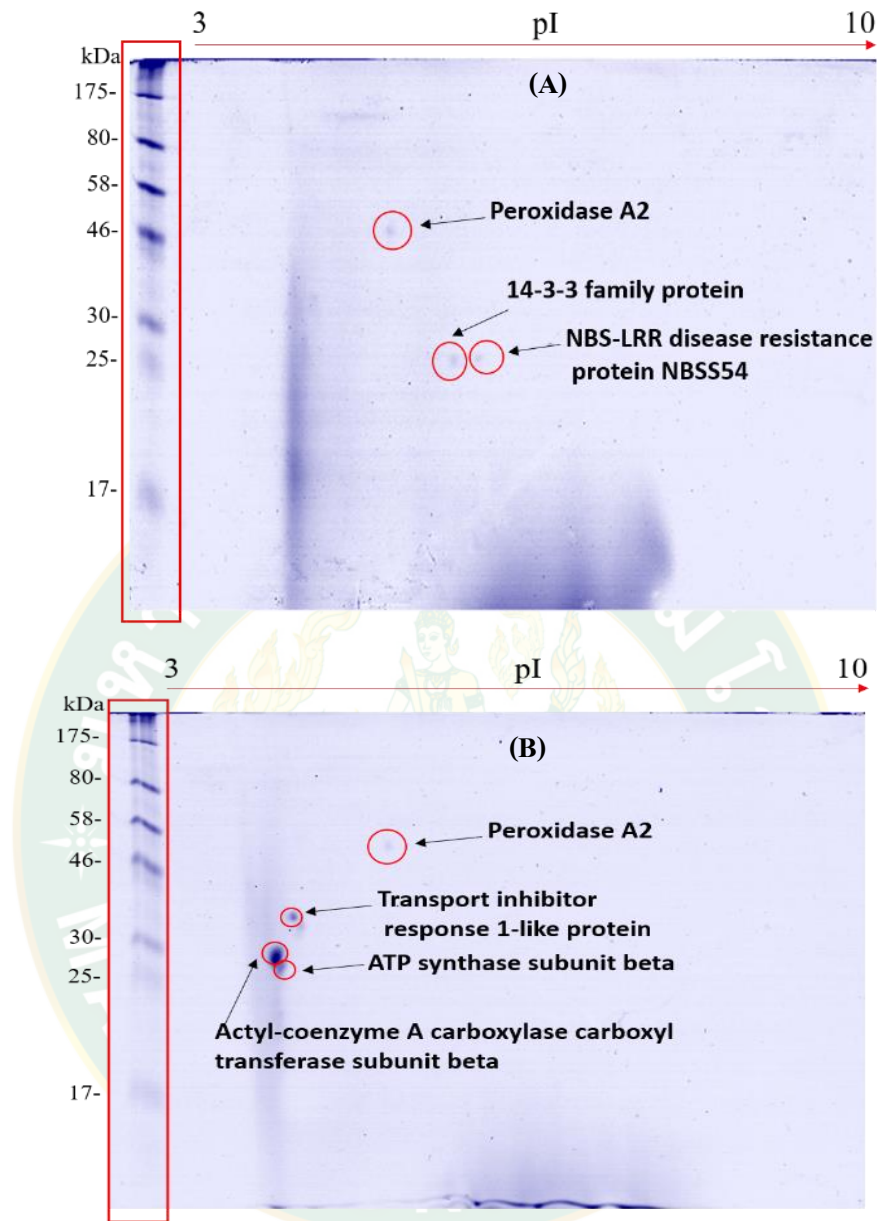 3 pI 10
kDa
(A)
175-
80-
58-
46-
30-
25-
17-
Peroxidase A2
14-3-3 family protein
NBS-LRR disease resistance
protein NBSS54
3 pI 10
kDa
(B)
175-
80-
58-
46-
30-
25-
17-
Peroxidase A2
Transport inhibitor
response 1-like protein
ATP synthase subunit beta
Actyl-coenzyme A carboxylase carboxyl
transferase subunit beta